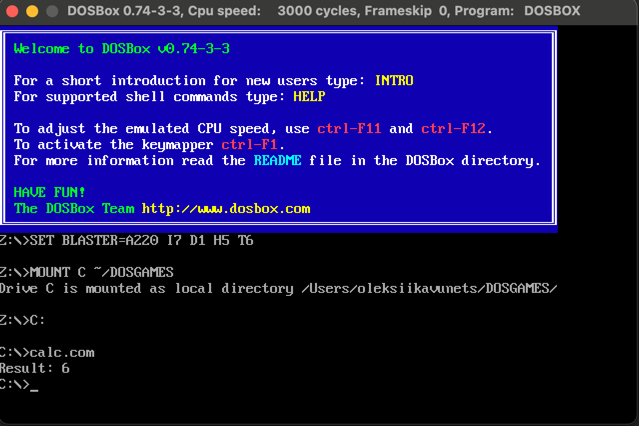 DOSBox 0.74-3-3, Cpu speed:    3000 cycles, Frameskip  0, Program:   DOSBOX
Welcome to DOSBox v0.74-3-3
For a short introduction for new users type: INTRO
For supported shell commands type: HELP
To adjust the emulated CPU speed, use ctrl-F11 and ctrl-F12.
To activate the keymapper ctrl-F1.
For more information read the README file in the DOSBox directory.
HAVE FUN!
The DOSBox Team http://www.dosbox.com
Z:\>SET BLASTER=A220 I7 D1 H5 T6
Z:\>MOUNT C ~/DOSGAMES
Drive C is mounted as local directory /Users/oleksiikavunets/DOSGAMES/
Z:\>C:
C:\>calc.com
Result: 6
C:\>_